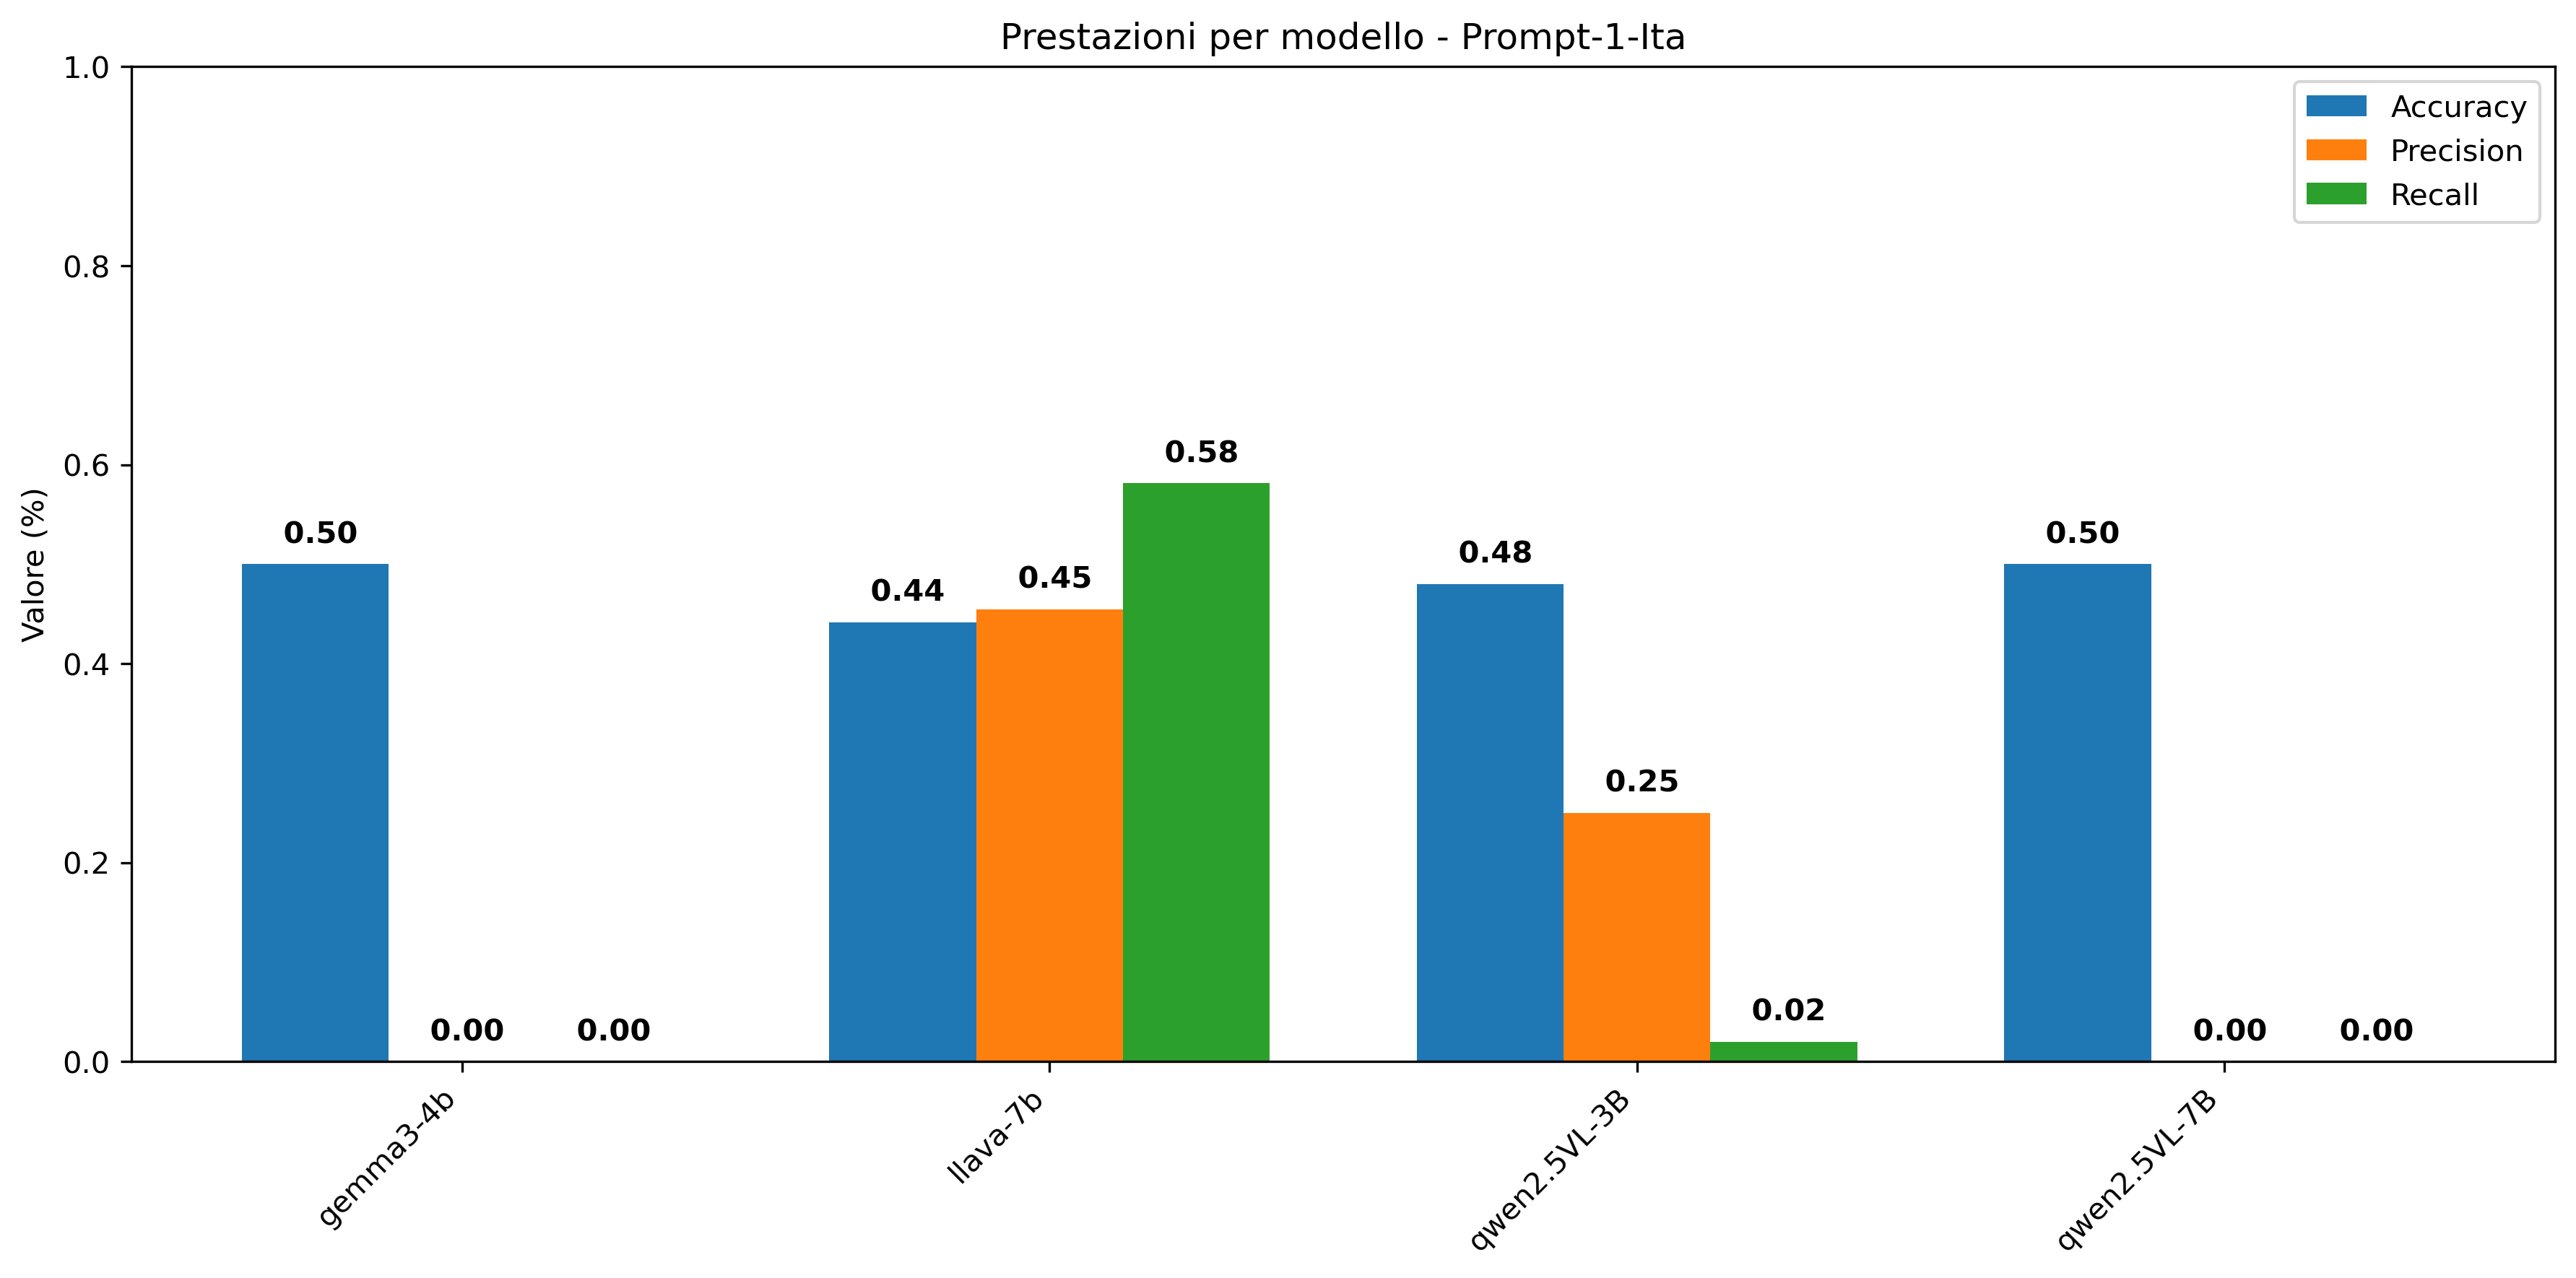 Prestazioni per modello - Prompt-1-Ita
Valore (%)
1.0
0.8
0.6
0.4
0.2
0.0
Accuracy
Precision
Recall
0.50
0.00
0.00
0.44
0.45
0.58
0.48
0.25
0.02
0.50
0.00
0.00
gemma3-4b
llava-7b
qwen2.5VL-3B
qwen2.5VL-7B